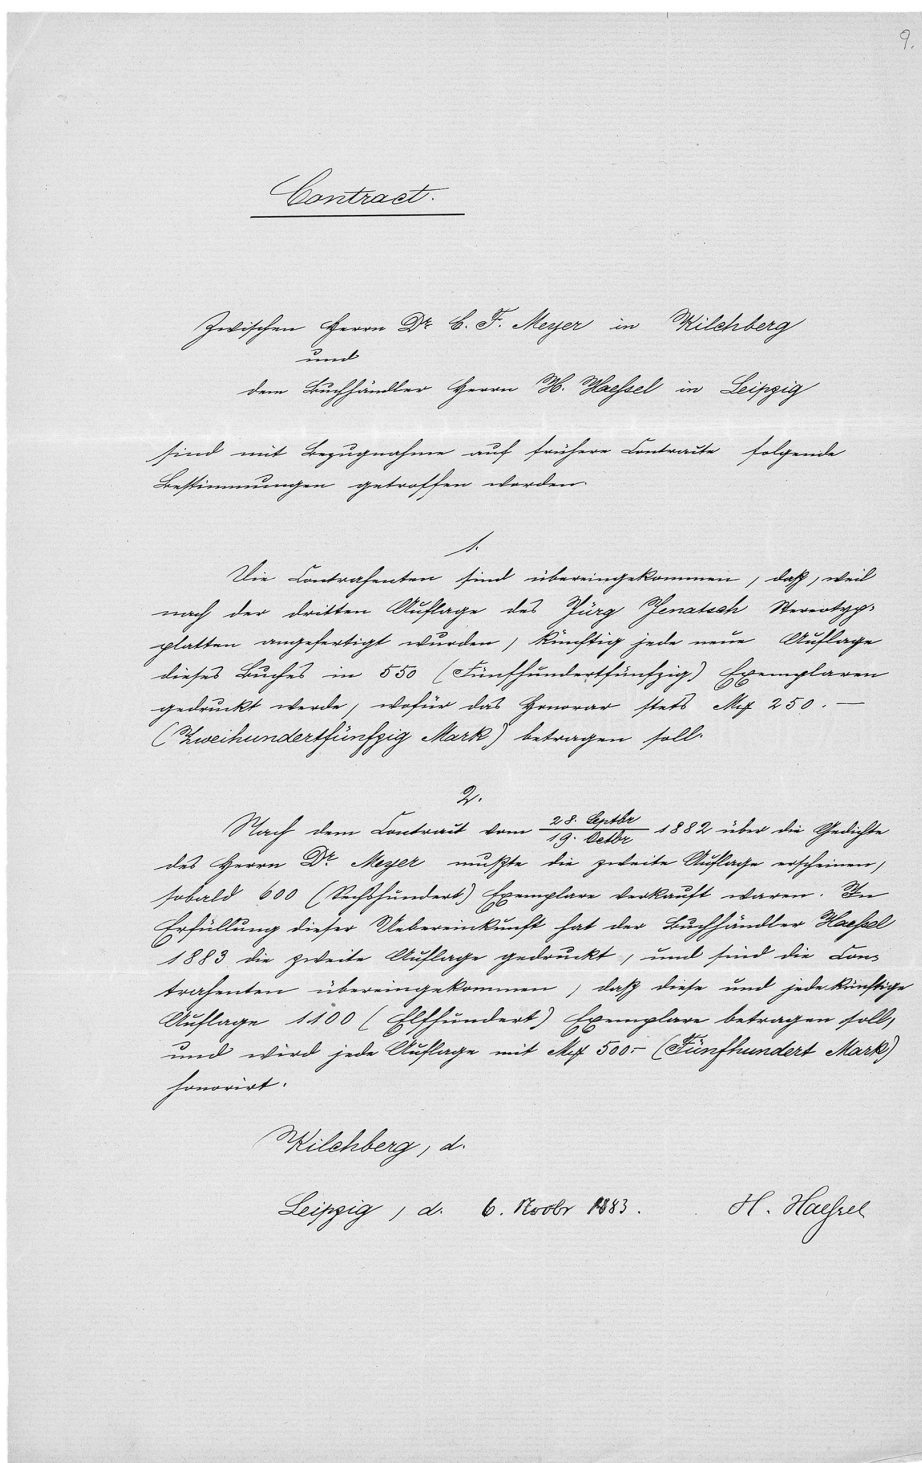 9.
Contract.
Zwischen Herrn Dr C. F. Meyer in Kilchberg
und
dem Buchhändler Herrn H. Haessel in Leipzig
sind mit Bezugnahme auf frühere Contracte folgende
Bestimmungen getroffen worden.
1.
Die Contrahenten sind übereingekommen, daß, weil
nach der dritten Auflage des Jürg Jenatsch Stereotyp-
platten angefertigt wurden, künftig jede neue Auflage
dieses Buches in 550 (Fünfhundertfünfzig) Exemplaren
gedruckt werde, wofür das Honorar stets Mk 250.—
(Zweihundertfünfzig Mark) betragen soll.
2.
Nach dem Contract vom 28. Septbr / 19. Octbr 1882 über die Gedichte
des Herrn Dr Meyer mußte die zweite Auflage erscheinen,
sobald 600 (Sechshundert) Exemplare verkauft waren. In
Erfüllung dieser Uebereinkunft hat der Buchhändler Haessel
1883 die zweite Auflage gedruckt, und sind die Con-
trahenten übereingekommen, daß diese und jede künftige
Auflage 1100 (Elfhundert) Exemplare betragen soll,
und wird jede Auflage mit Mk 500.– (Fünfhundert Mark)
honorirt.
Kilchberg, d.
Leipzig, d. 6. Novbr 1883. H. Haessel